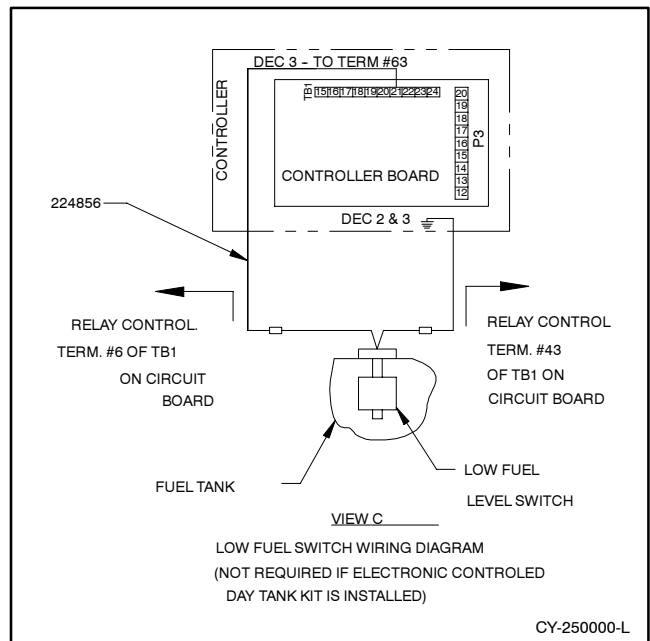 DEC 3 - TO TERM #63
TB1
15 16 17 18 19 20 21 22 23 24
20
19
18
17
16
15
14
13
12
P3
CONTROLLER
CONTROLLER BOARD
224856
DEC 2 & 3
RELAY CONTROL.
TERM. #6 OF TB1
ON CIRCUIT
BOARD
RELAY CONTROL
TERM. #43
OF TB1 ON
CIRCUIT BOARD
FUEL TANK
LOW FUEL
LEVEL SWITCH
VIEW C
LOW FUEL SWITCH WIRING DIAGRAM
(NOT REQUIRED IF ELECTRONIC CONTROLED
DAY TANK KIT IS INSTALLED)
CY-250000-L